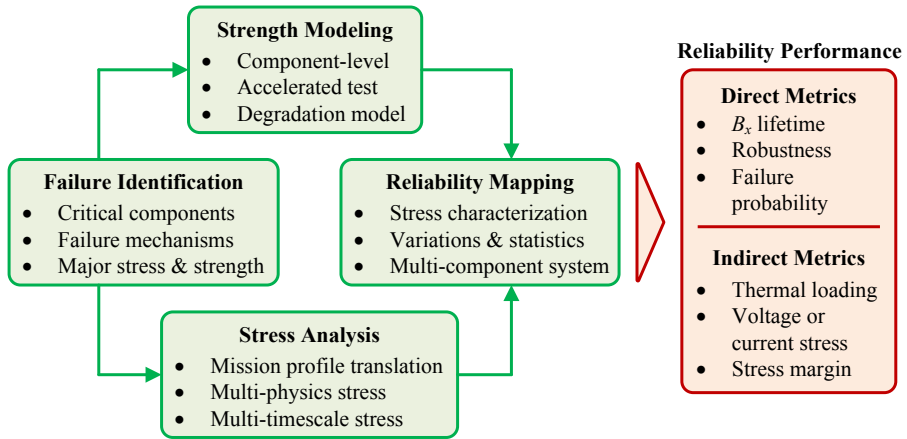 Strength Modeling
• Component-level
• Accelerated test
• Degradation model
Failure Identification
• Critical components
• Failure mechanisms
• Major stress & strength
Stress Analysis
• Mission profile translation
• Multi-physics stress
• Multi-timescale stress
Reliability Mapping
• Stress characterization
• Variations & statistics
• Multi-component system
Reliability Performance
Direct Metrics
• Bx lifetime
• Robustness
• Failure
probability
Indirect Metrics
• Thermal loading
• Voltage or
current stress
• Stress margin